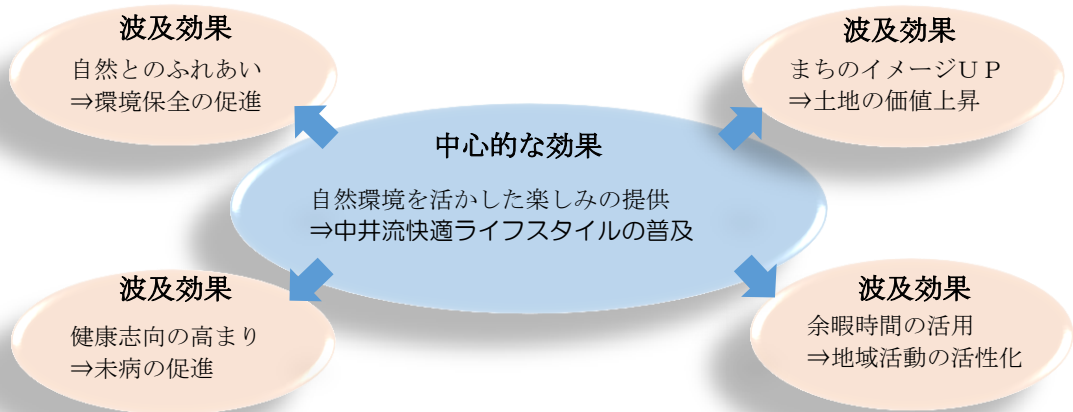 波及効果
自然とのふれあい
⇒環境保全の促進
波及効果
まちのイメージＵＰ
⇒土地の価値上昇
中心的な効果
自然環境を活かした楽しみの提供
⇒中井流快適ライフスタイルの普及
波及効果
健康志向の高まり
⇒未病の促進
波及効果
余暇時間の活用
⇒地域活動の活性化